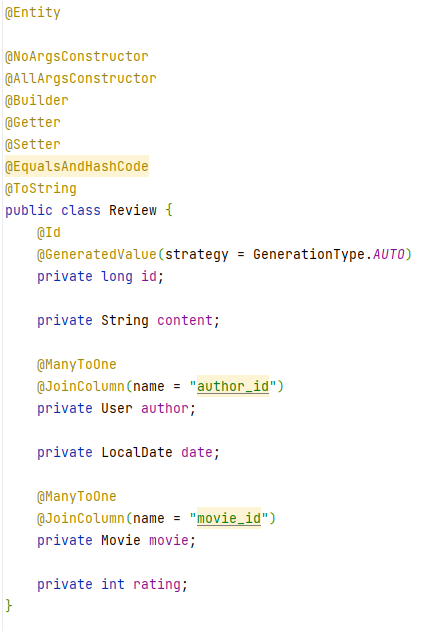 @Entity
@NoArgsConstructor
@AllArgsConstructor
@Builder
@Getter
@Setter
@EqualsAndHashCode
@ToString
public class Review {
@Id
@GeneratedValue(strategy = GenerationType.AUTO)
private long id;
private String content;
@ManyToOne
@JoinColumn(name = "author_id")
private User author;
private LocalDate date;
@ManyToOne
@JoinColumn(name = "movie_id")
private Movie movie;
private int rating;
}